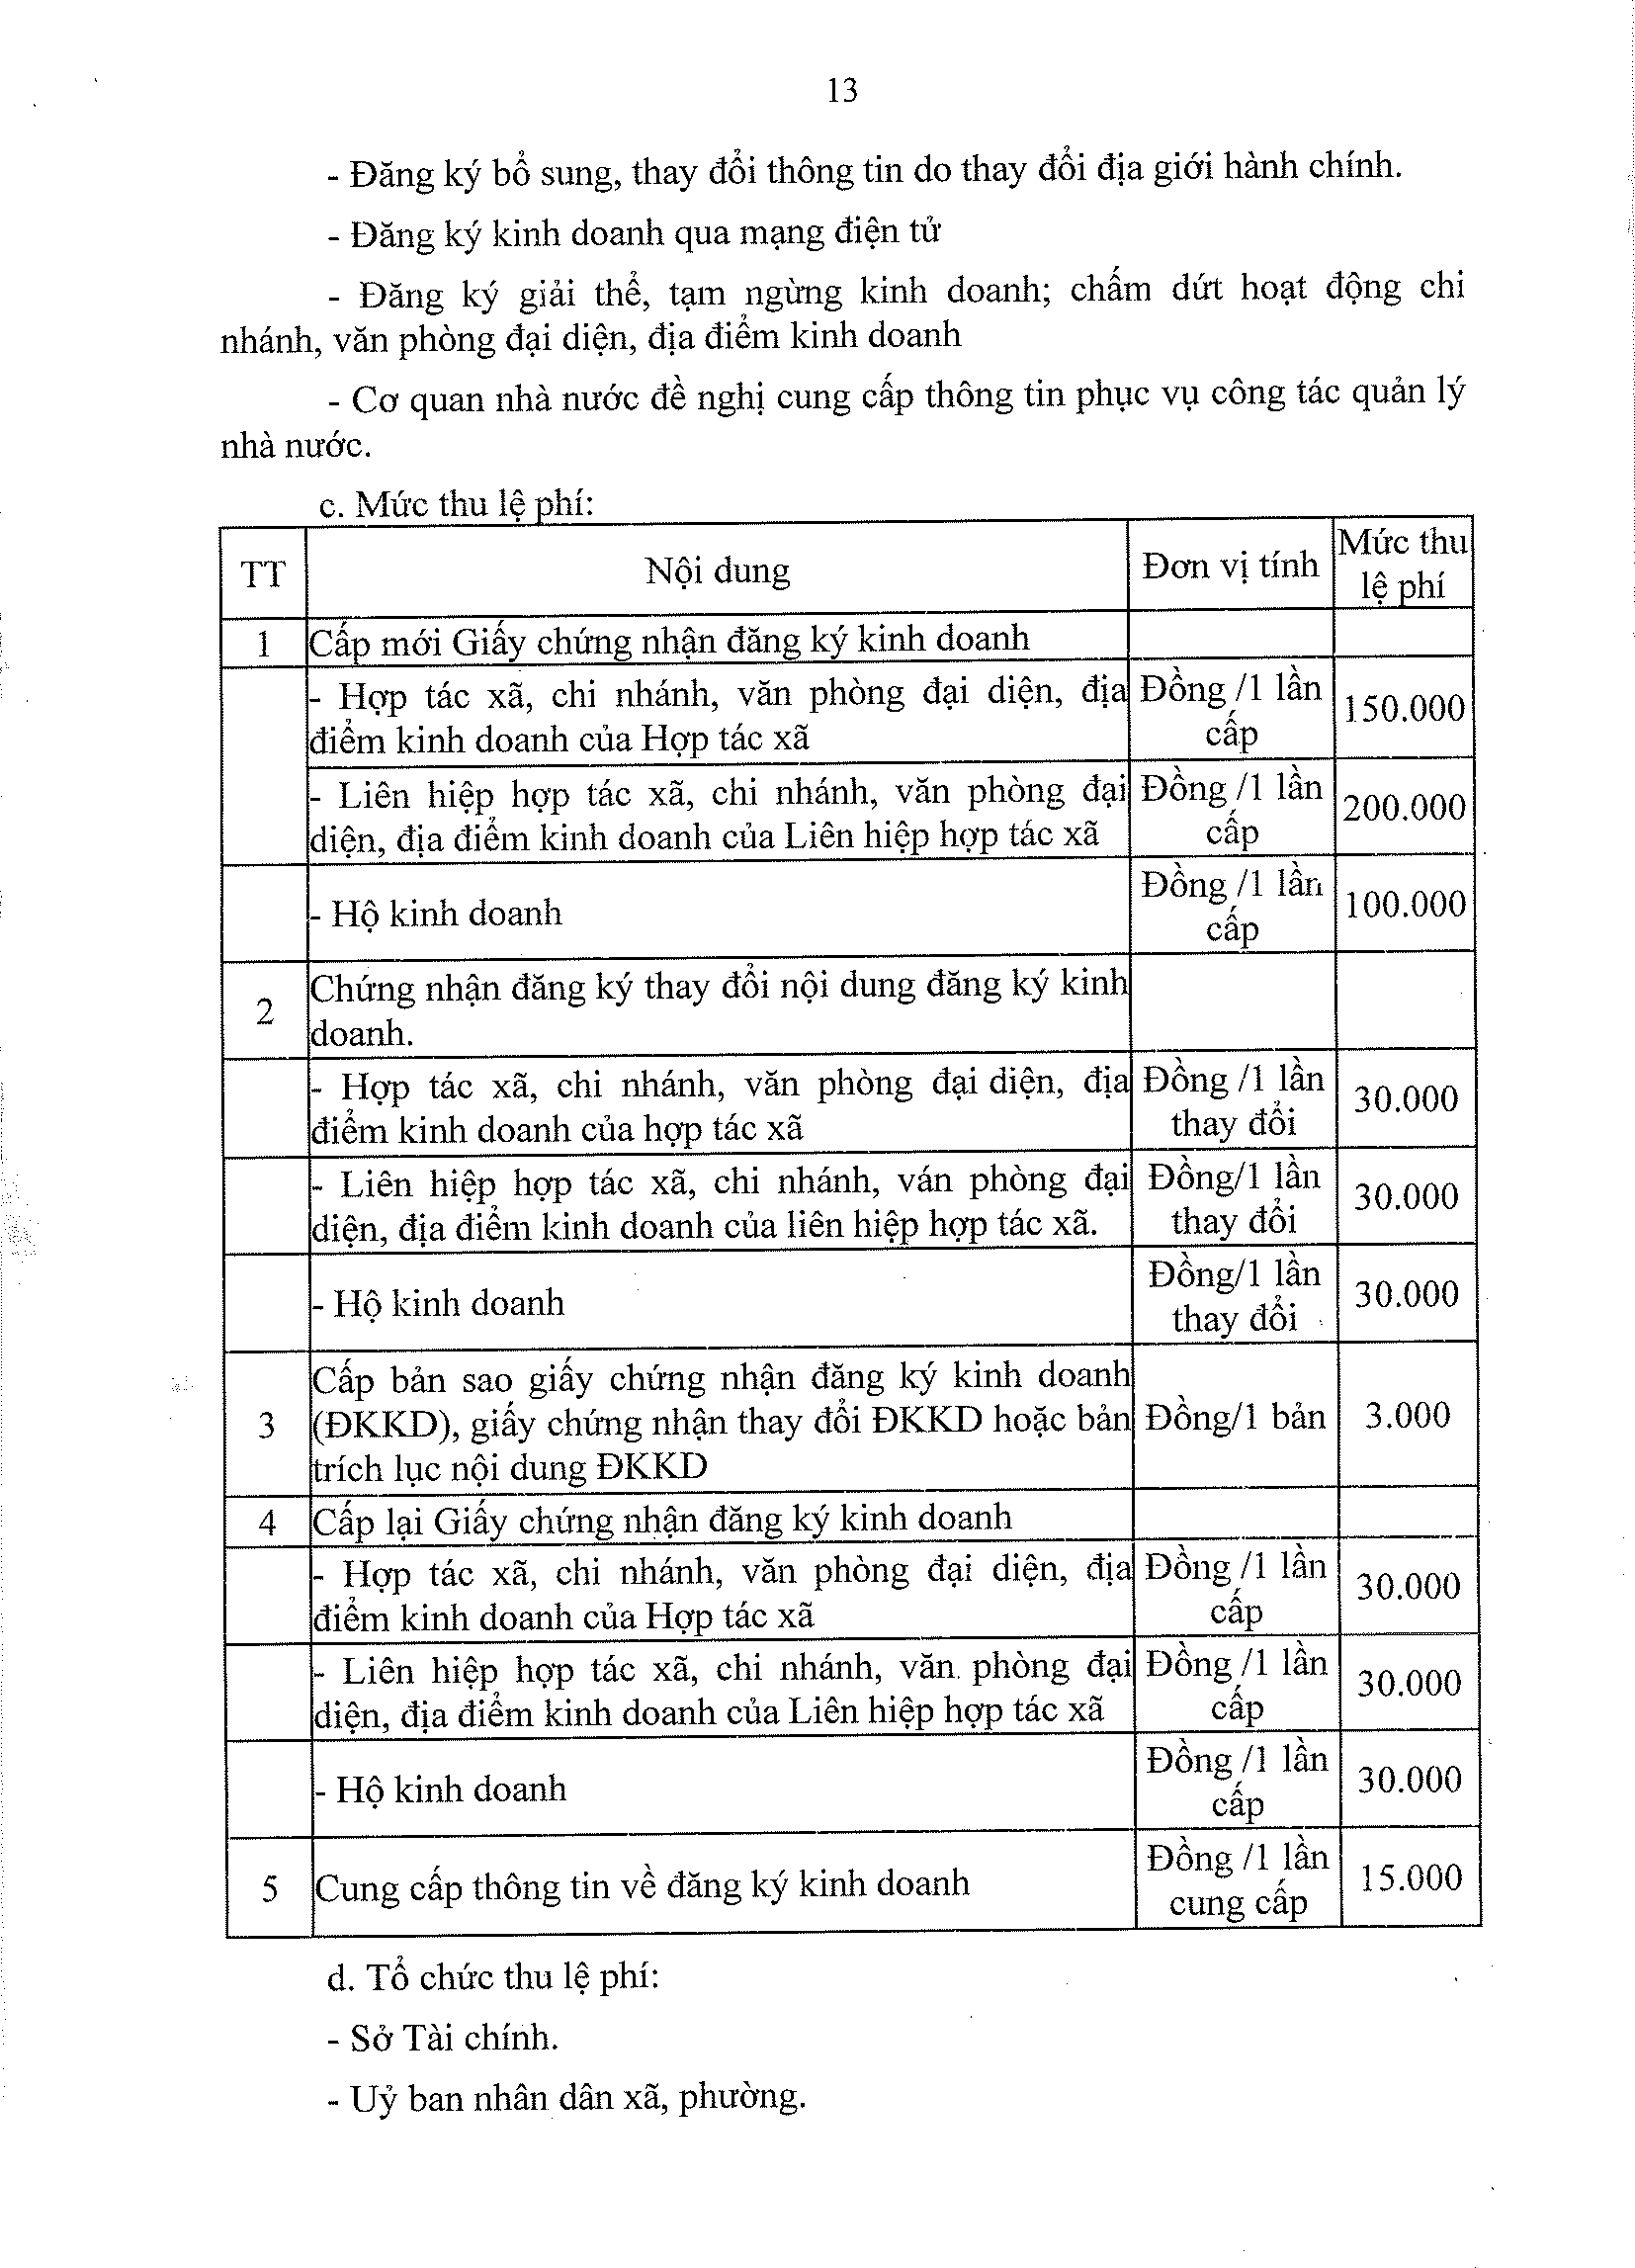 13
- Đăng ký bổ sung, thay đổi thông tin do thay đổi địa giới hành chính.
- Đăng ký kinh doanh qua mạng điện tử
- Đăng ký giải thể, tạm ngừng kinh doanh; chấm dứt hoạt động chi
nhánh, văn phòng đại diện, địa điểm kinh doanh
- Cơ quan nhà nước đề nghị cung cấp thông tin phục vụ công tác quản lý
nhà nước.
c. Mức thu lệ phí:
TT
Nội dung
Đơn vị tính
Mức thu
lệ phí
1
Cấp mới Giấy chứng nhận đăng ký kinh doanh
- Hợp tác xã, chi nhánh, văn phòng đại diện, địa
điểm kinh doanh của Hợp tác xã
Đồng /1 lần
cấp
150.000
- Liên hiệp hợp tác xã, chi nhánh, văn phòng đại
diện, địa điểm kinh doanh của Liên hiệp hợp tác xã
Đồng /1 lần
cấp
200.000
- Hộ kinh doanh
Đồng /1 lần
cấp
100.000
2
Chứng nhận đăng ký thay đổi nội dung đăng ký kinh
doanh.
- Hợp tác xã, chi nhánh, văn phòng đại diện, địa
điểm kinh doanh của hợp tác xã
Đồng /1 lần
thay đổi
30.000
- Liên hiệp hợp tác xã, chi nhánh, ván phòng đại
diện, địa điểm kinh doanh của liên hiệp hợp tác xã.
Đồng/1 lần
thay đổi
30.000
- Hộ kinh doanh
Đồng/1 lần
thay đổi
30.000
3
Cấp bản sao giấy chứng nhận đăng ký kinh doanh
(ĐKKD), giấy chứng nhận thay đổi ĐKKD hoặc bản
trích lục nội dung ĐKKD
Đồng/1 bản
3.000
4
Cấp lại Giấy chứng nhận đăng ký kinh doanh
- Hợp tác xã, chi nhánh, văn phòng đại diện, địa
điểm kinh doanh của Hợp tác xã
Đồng /1 lần
cấp
30.000
- Liên hiệp hợp tác xã, chi nhánh, văn phòng đại
diện, địa điểm kinh doanh của Liên hiệp hợp tác xã
Đồng /1 lần
cấp
30.000
- Hộ kinh doanh
Đồng /1 lần
cấp
30.000
5
Cung cấp thông tin về đăng ký kinh doanh
Đồng /1 lần
cung cấp
15.000
d. Tổ chức thu lệ phí:
- Sở Tài chính.
- Uỷ ban nhân dân xã, phường.